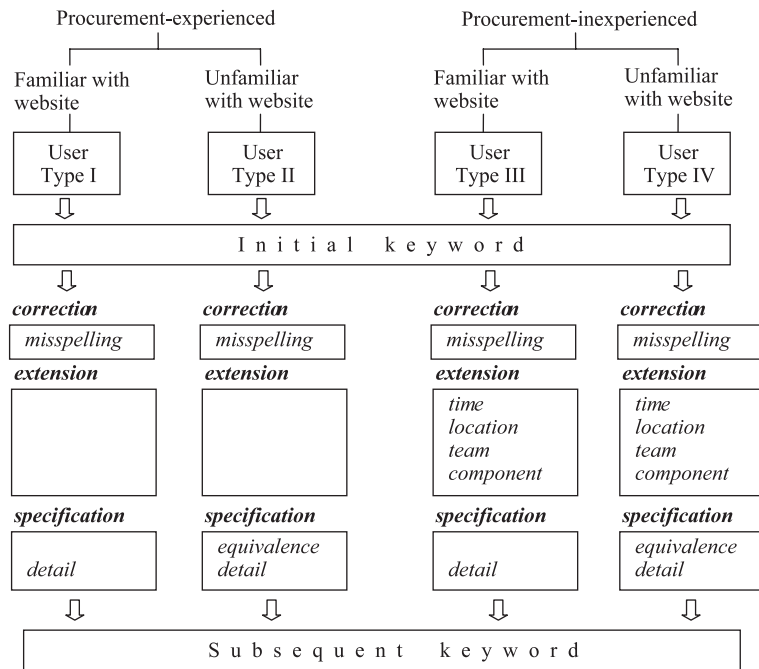 Procurement-experienced Procurement-inexperienced
Familiar with website Unfamiliar with website Familiar with website Unfamiliar with website
User Type I User Type II User Type III User Type IV
Initial keyword
correction correction correction correction
misspelling misspelling misspelling misspelling
extension extension extension extension
time time
location location
team team
component component
specification specification specification specification
equivalence equivalence
detail detail detail detail
Subsequent keyword